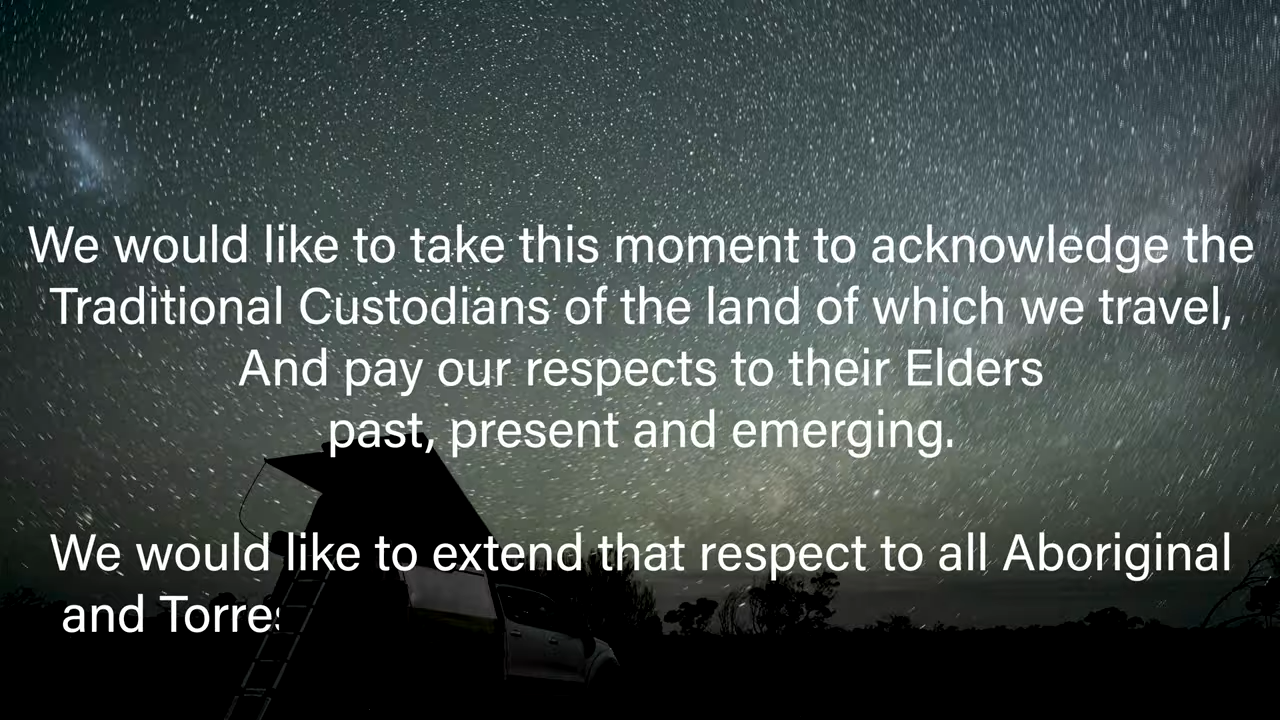 We would like to take this moment to acknowledge the
Traditional Custodians of the land of which we travel,
And pay our respects to their Elders
past, present and emerging.
We would like to extend that respect to all Aboriginal
and Torres